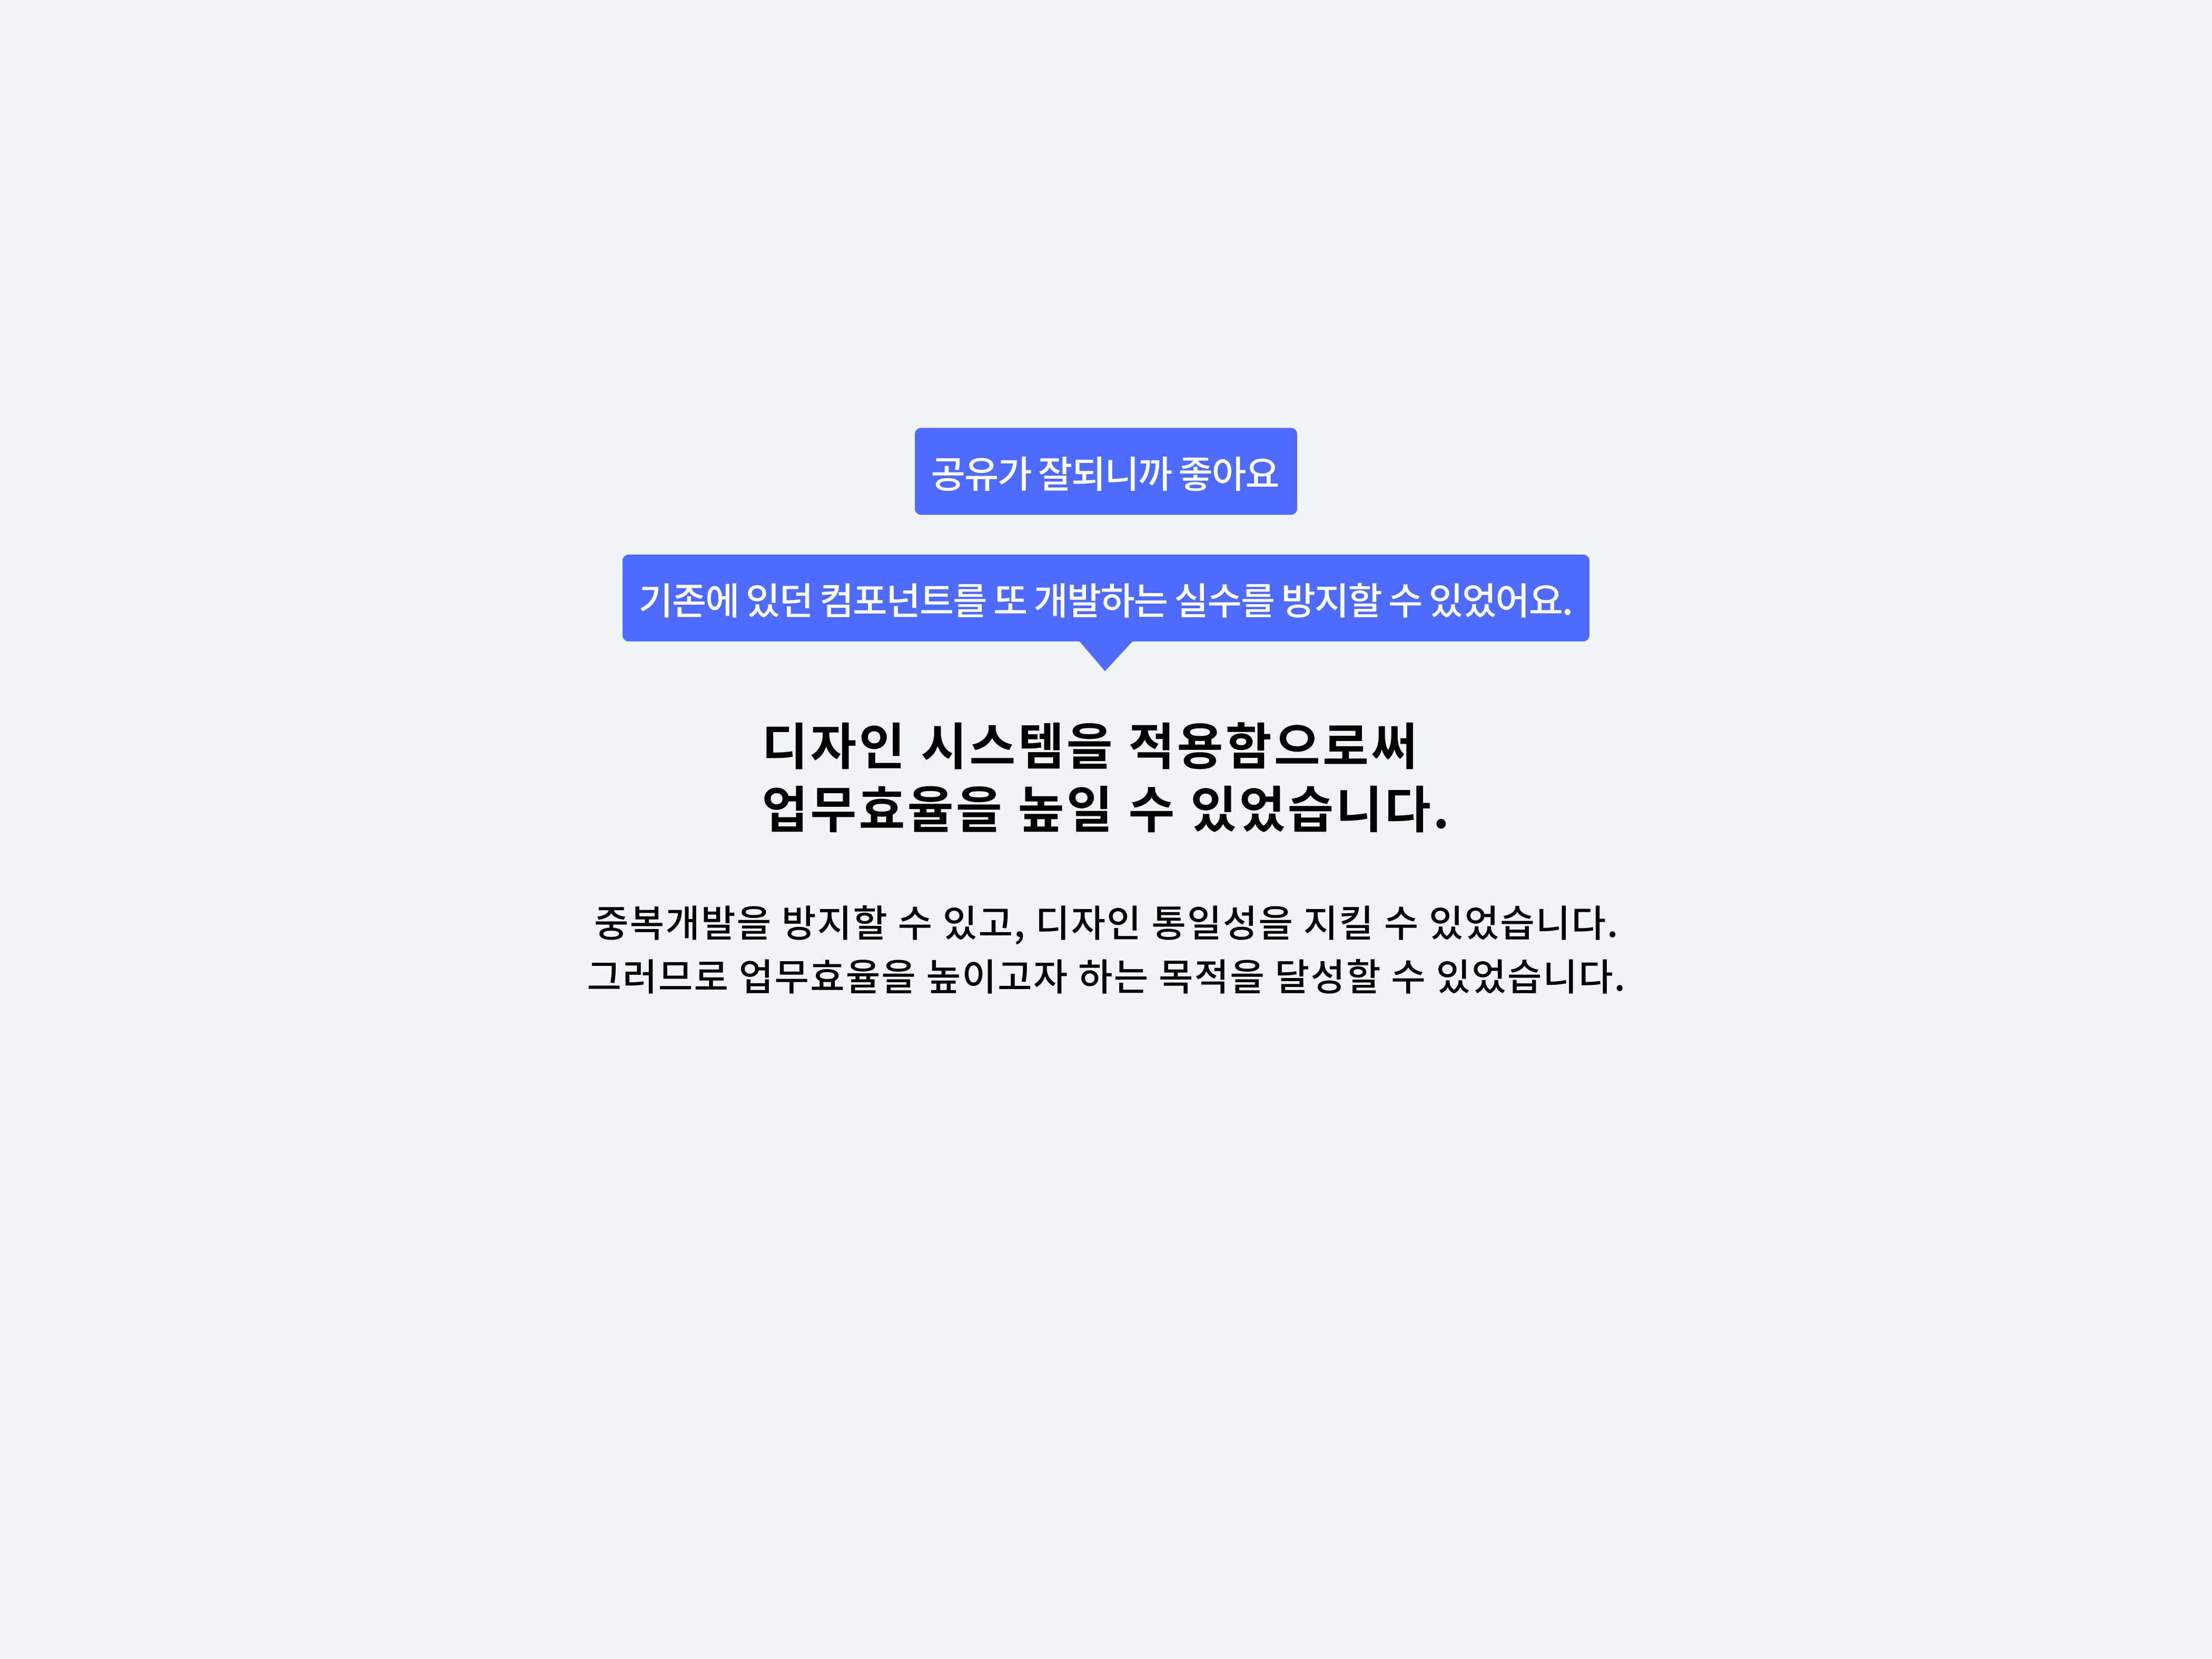 공유가 잘되니까 좋아요
기존에 있던 컴포넌트를 또 개발하는 실수를 방지할 수 있었어요.
디자인 시스템을 적용함으로써
업무효율을 높일 수 있었습니다.
중복개발을 방지할 수 있고, 디자인 통일성을 지킬 수 있었습니다.
그러므로 업무효율을 높이고자 하는 목적을 달성할 수 있었습니다.